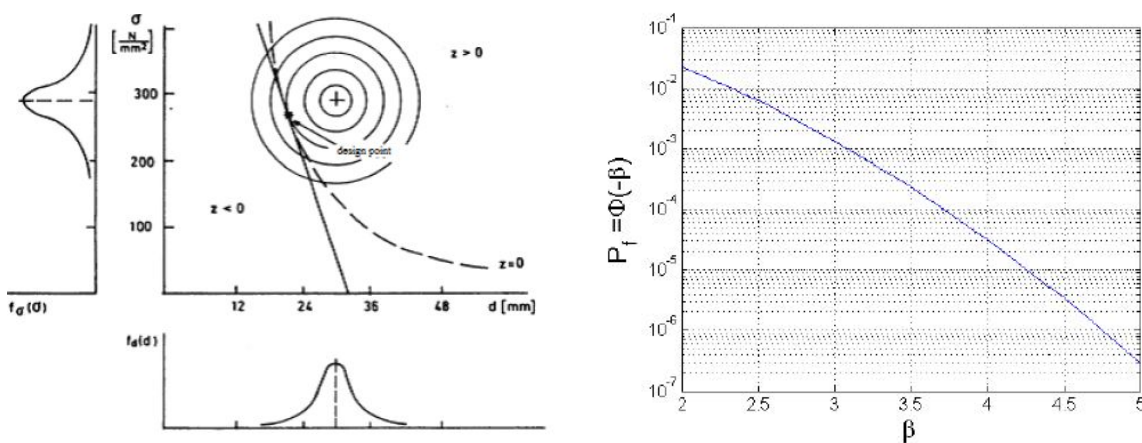 σ
[N/mm²]
300
200
100
z > 0
design point
z < 0
z=0
12
24
36
48
d [mm]
fσ(σ)
fd(d)
10⁻¹
10⁻²
10⁻³
10⁻⁴
10⁻⁵
10⁻⁶
10⁻⁷
P_f =Φ(-β)
2
2.5
3
3.5
4
4.5
5
β